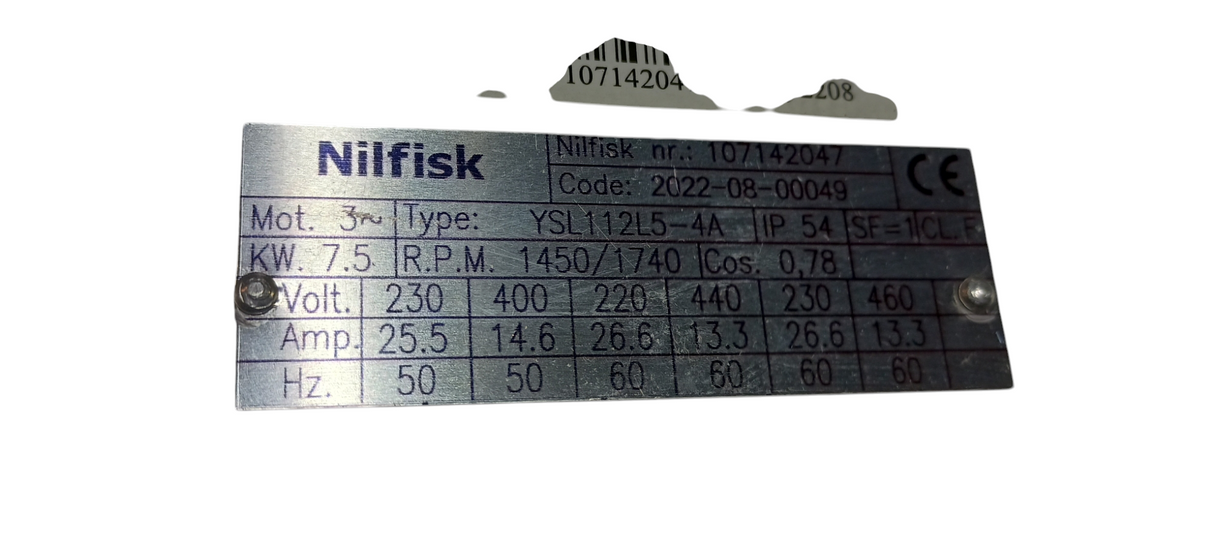 10714204
208
Nilfisk
Nilfisk nr.: 107142047
CE
Code: 2022-08-00049
Mot. 3~ Type: YSL112L5-4A IP 54 SF=1 CL. F
KW. 7.5 R.P.M. 1450/1740 Cos. 0,78
Volt. 230 400 220 440 230 460
Amp. 25.5 14.6 26.6 13.3 26.6 13.3
Hz. 50 50 60 60 60 60